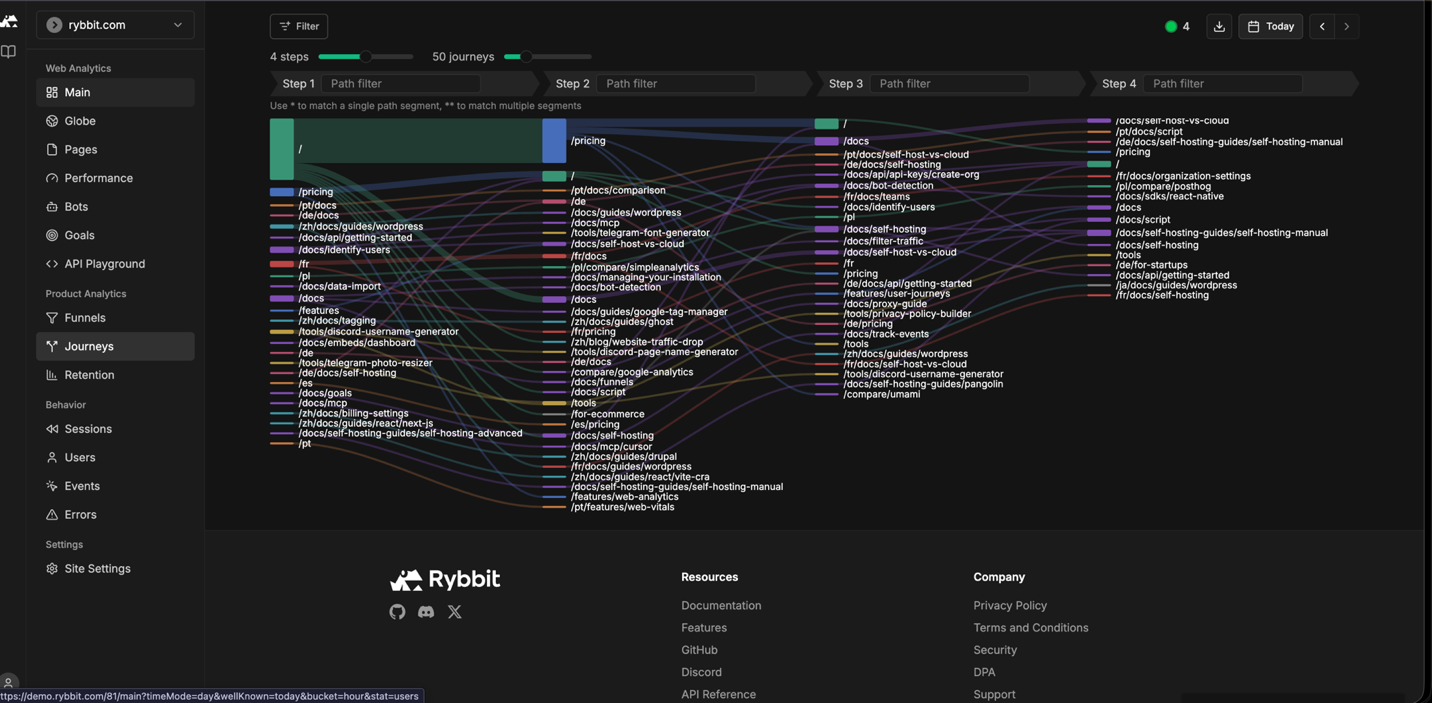 rybbit.com
Web Analytics
Main
Globe
Pages
Performance
Bots
Goals
API Playground
Product Analytics
Funnels
Journeys
Retention
Behavior
Sessions
Users
Events
Errors
Settings
Site Settings
Filter
4
Today
4 steps
50 journeys
Step 1 Path filter
Step 2 Path filter
Step 3 Path filter
Step 4 Path filter
Use * to match a single path segment, ** to match multiple segments
/
/pricing
/pt/docs
/de/docs
/zh/docs/guides/wordpress
/docs/api/getting-started
/docs/identify-users
/fr
/pl
/docs/data-import
/docs
/features
/zh/docs/tagging
/tools/discord-username-generator
/docs/embeds/dashboard
/de
/tools/telegram-photo-resizer
/de/docs/self-hosting
/es
/docs/goals
/docs/mcp
/zh/docs/billing-settings
/zh/docs/guides/react/next-js
/docs/self-hosting-guides/self-hosting-advanced
/pt
/pricing
/
/pt/docs/comparison
/de
/docs/guides/wordpress
/docs/mcp
/tools/telegram-font-generator
/docs/self-host-vs-cloud
/fr/docs
/pl/compare/simpleanalytics
/docs/managing-your-installation
/docs/bot-detection
/docs
/docs/guides/google-tag-manager
/zh/docs/guides/ghost
/fr/pricing
/zh/blog/website-traffic-drop
/tools/discord-page-name-generator
/de/docs
/compare/google-analytics
/docs/funnels
/docs/script
/tools
/for-ecommerce
/es/pricing
/docs/self-hosting
/docs/mcp/cursor
/zh/docs/guides/drupal
/fr/docs/guides/wordpress
/zh/docs/guides/react/vite-cra
/docs/self-hosting-guides/self-hosting-manual
/features/web-analytics
/pt/features/web-vitals
/
/docs
/pt/docs/self-host-vs-cloud
/de/docs/self-hosting
/docs/api/api-keys/create-org
/docs/bot-detection
/fr/docs/teams
/docs/identify-users
/pl
/docs/self-hosting
/docs/filter-traffic
/docs/self-host-vs-cloud
/fr
/pricing
/de/docs/api/getting-started
/features/user-journeys
/docs/proxy-guide
/tools/privacy-policy-builder
/de/pricing
/docs/track-events
/tools
/zh/docs/guides/wordpress
/fr/docs/self-host-vs-cloud
/tools/discord-username-generator
/docs/self-hosting-guides/pangolin
/compare/umami
/docs/self-host-vs-cloud
/pt/docs/script
/de/docs/self-hosting-guides/self-hosting-manual
/pricing
/
/fr/docs/organization-settings
/pl/compare/posthog
/docs/sdks/react-native
/docs
/docs/script
/docs/self-hosting-guides/self-hosting-manual
/docs/self-hosting
/tools
/de/for-startups
/docs/api/getting-started
/ja/docs/guides/wordpress
/fr/docs/self-hosting
Rybbit
Resources
Documentation
Features
GitHub
Discord
API Reference
Company
Privacy Policy
Terms and Conditions
Security
DPA
Support
ttps://demo.rybbit.com/81/main?timeMode=day&wellKnown=today&bucket=hour&stat=users